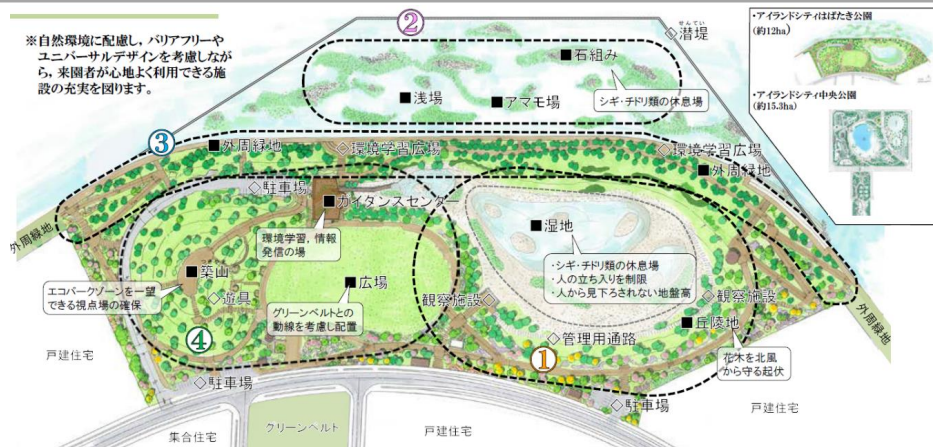 ※自然環境に配慮し，バリアフリーや
ユニバーサルデザインを考慮しなが
ら，来園者が心地よく利用できる施
設の充実を図ります。
②
せんてい
◇潜堤
・アイランドシティはばたき公園
(約12ha)
・アイランドシティ中央公園
(約15.3ha)
■石組み
■浅場
■アマモ場
シギ・チドリ類の休息場
③
■外周緑地
◇環境学習広場
◇環境学習広場
■外周緑地
◇駐車場
■ガイダンスセンター
外周緑地
環境学習，情報
発信の場
■湿地
・シギ・チドリ類の休息場
・人の立ち入りを制限
・人から見下ろされない地盤高
■築山
エコパークゾーンを一望
できる視点場の確保
◇遊具
■広場
グリーンベルトとの
動線を考慮し配置
観察施設◇
◇観察施設
■丘陵地
外周緑地
④
◇管理用通路
①
花木を北風
から守る起伏
戸建住宅
◇駐車場
◇駐車場
戸建住宅
集合住宅
グリーンベルト
戸建住宅